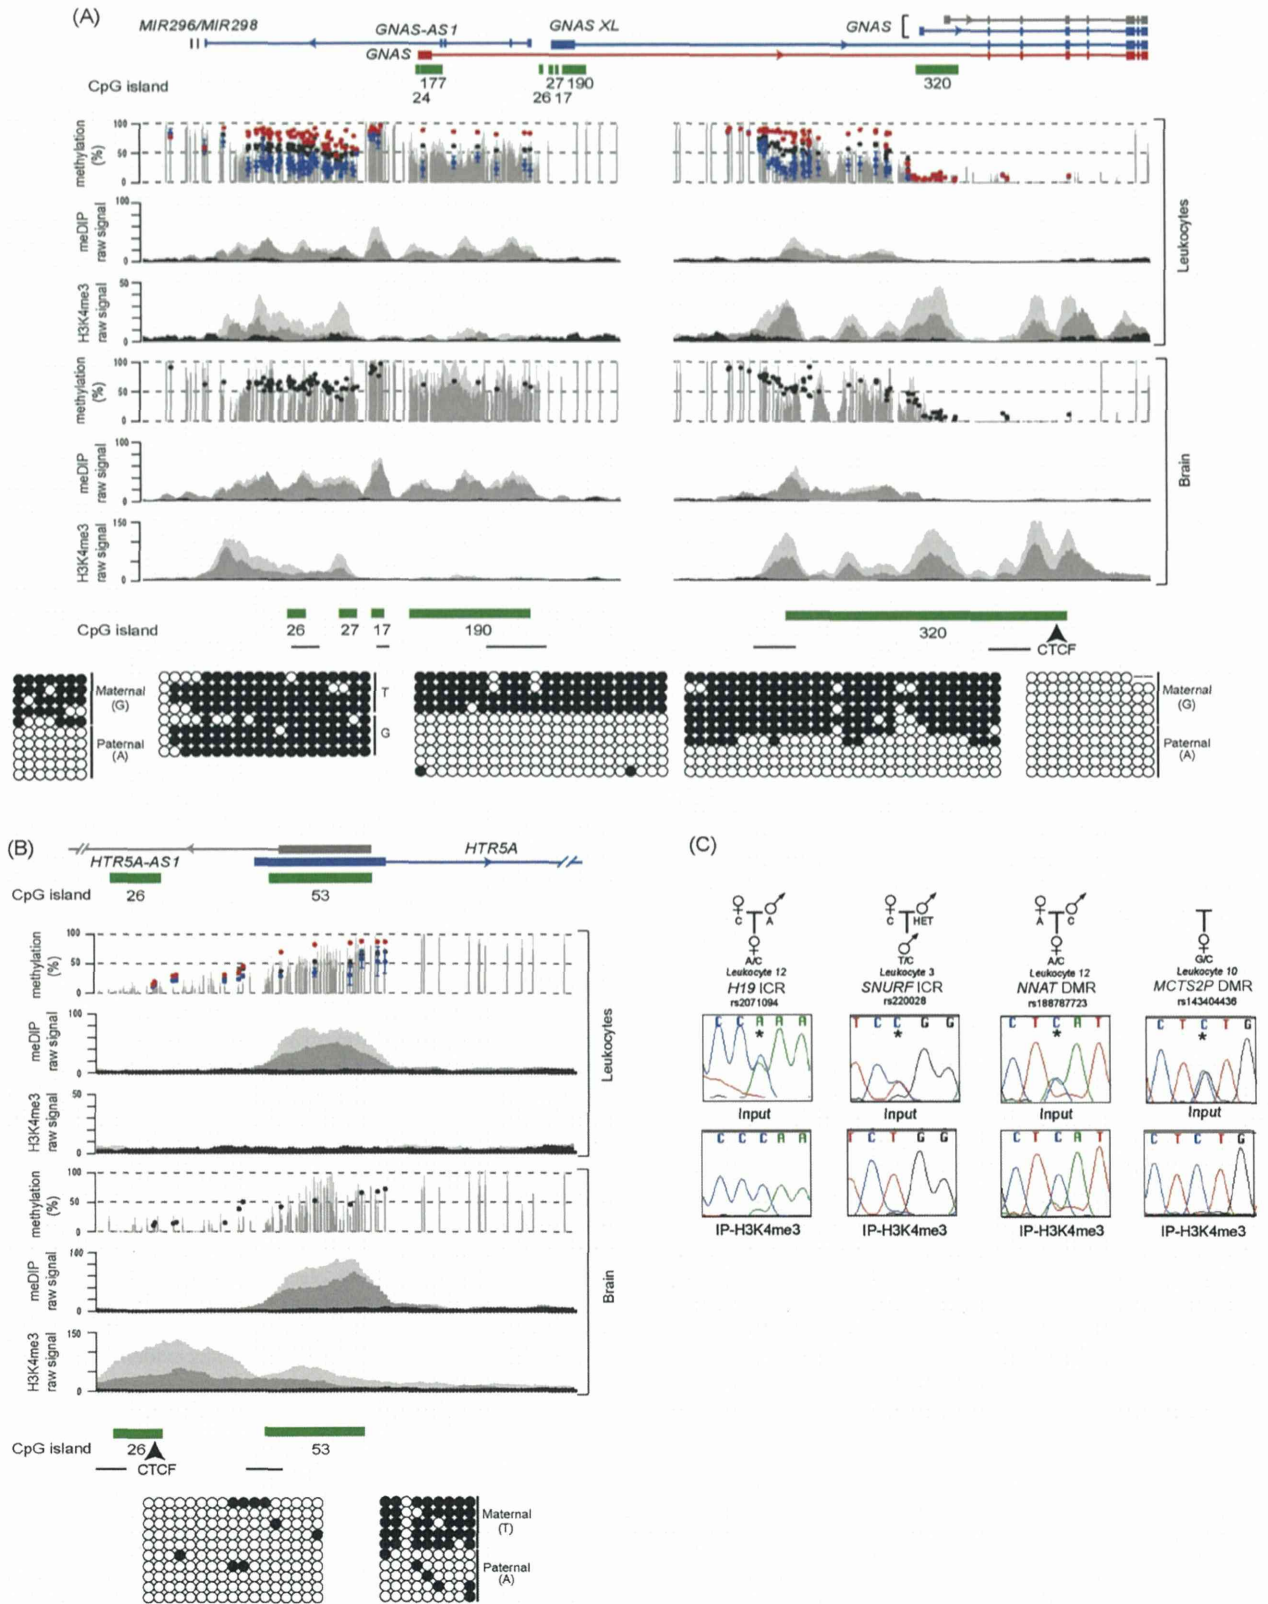 (A)
MIR296/MIR298
GNAS-AS1
GNAS XL
GNAS
GNAS
CpG island
177
24
26
27
17
190
320
methylation (%)
100
50
0
meDIP raw signal
100
0
H3K4me3 raw signal
50
0
Leukocytes
methylation (%)
100
50
0
meDIP raw signal
100
0
H3K4me3 raw signal
150
0
Brain
CpG island
26
27
17
190
320
CTCF
Maternal (G)
Paternal (A)
T
G
Maternal (G)
Paternal (A)
(B)
HTR5A-AS1
HTR5A
CpG island
26
53
methylation (%)
100
50
0
meDIP raw signal
100
0
H3K4me3 raw signal
50
0
Leukocytes
methylation (%)
100
50
0
meDIP raw signal
100
0
H3K4me3 raw signal
150
0
Brain
CpG island
26
53
CTCF
Maternal (T)
Paternal (A)
(C)
♀ ♂
C A
♀
A/C
Leukocyte 12
H19 ICR
rs2071094
C C A A A
*
Input
C C C A A
IP-H3K4me3
♀ ♂
C HET
♂
T/C
Leukocyte 3
SNURF ICR
rs220028
T C C G G
*
Input
T C T G G
IP-H3K4me3
♀ ♂
A C
♀
A/C
Leukocyte 12
NNAT DMR
rs188787723
C T C A T
*
Input
C T C A T
IP-H3K4me3
♀
G/C
Leukocyte 10
MCTS2P DMR
rs143404436
C T C T G
*
Input
C T C T G
IP-H3K4me3